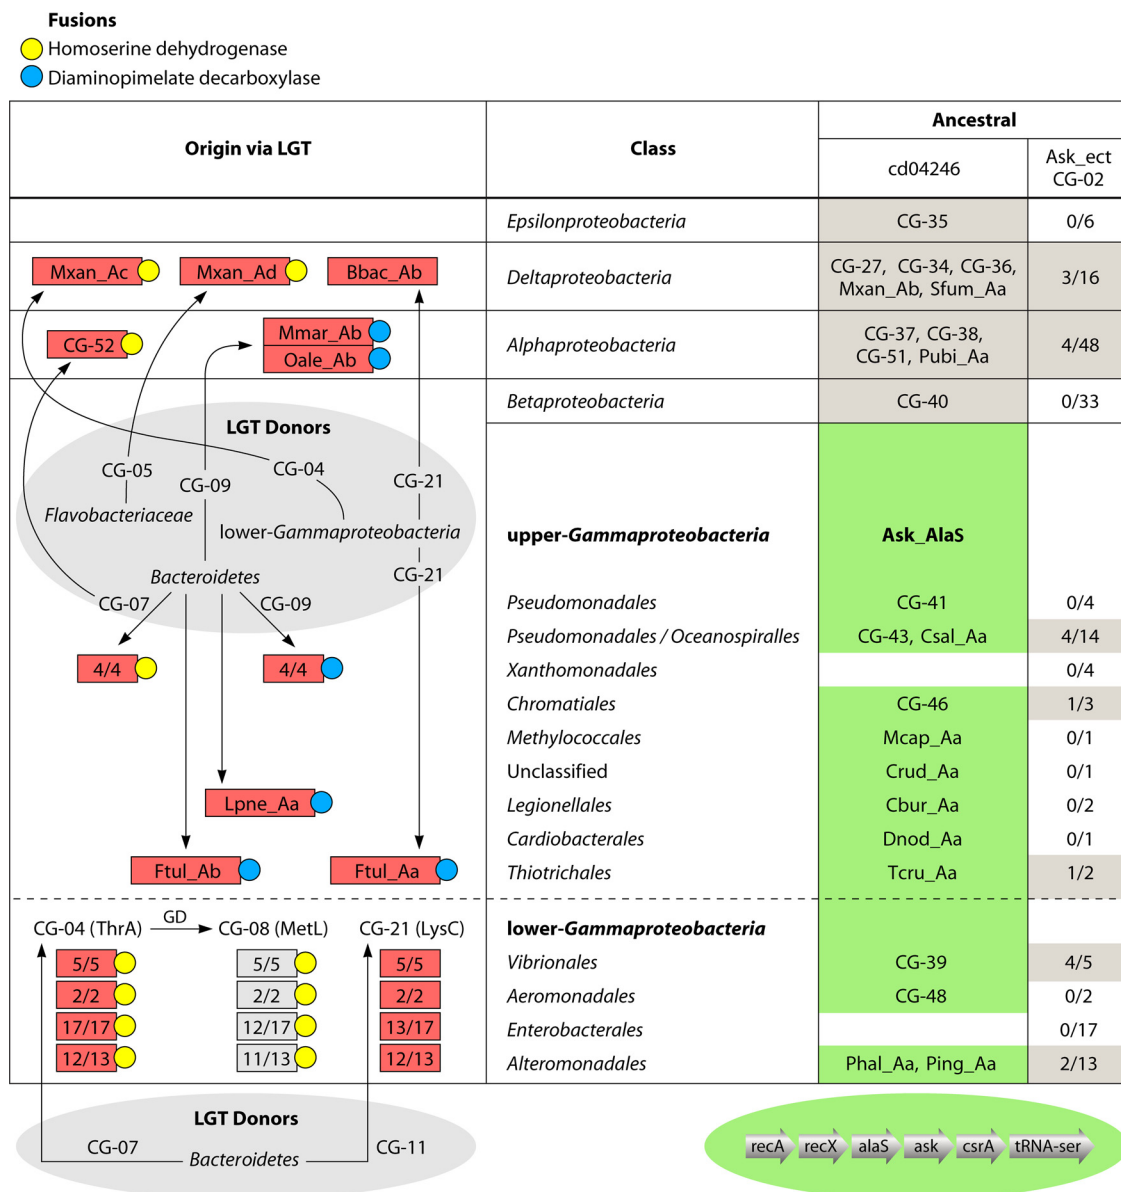 Fusions
Homoserine dehydrogenase
Diaminopimelate decarboxylase
Origin via LGT
Class
Ancestral
cd04246
Ask_ect
CG-02
Epsilonproteobacteria
CG-35
0/6
Mxan_Ac
Mxan_Ad
Bbac_Ab
Deltaproteobacteria
CG-27, CG-34, CG-36,
Mxan_Ab, Sfum_Aa
3/16
CG-52
Mmar_Ab
Oale_Ab
Alphaproteobacteria
CG-37, CG-38,
CG-51, Pubi_Aa
4/48
Betaproteobacteria
CG-40
0/33
LGT Donors
CG-05
CG-09
CG-04
CG-21
Flavobacteriaceae
lower-Gammaproteobacteria
Bacteroidetes
CG-21
CG-07
CG-09
upper-Gammaproteobacteria
Ask_AlaS
Pseudomonadales
CG-41
0/4
Pseudomonadales / Oceanospiralles
CG-43, Csal_Aa
4/14
4/4
4/4
Xanthomonadales
0/4
Chromatiales
CG-46
1/3
Methylococcales
Mcap_Aa
0/1
Unclassified
Crud_Aa
0/1
Lpne_Aa
Legionellales
Cbur_Aa
0/2
Cardiobacterales
Dnod_Aa
0/1
Ftul_Ab
Ftul_Aa
Thiotrichales
Tcru_Aa
1/2
CG-04 (ThrA)
GD
CG-08 (MetL)
CG-21 (LysC)
lower-Gammaproteobacteria
5/5
5/5
5/5
Vibrionales
CG-39
4/5
2/2
2/2
2/2
Aeromonadales
CG-48
0/2
17/17
12/17
13/17
Enterobacterales
0/17
12/13
11/13
12/13
Alteromonadales
Phal_Aa, Ping_Aa
2/13
LGT Donors
CG-07
Bacteroidetes
CG-11
recA
recX
alaS
ask
csrA
tRNA-ser